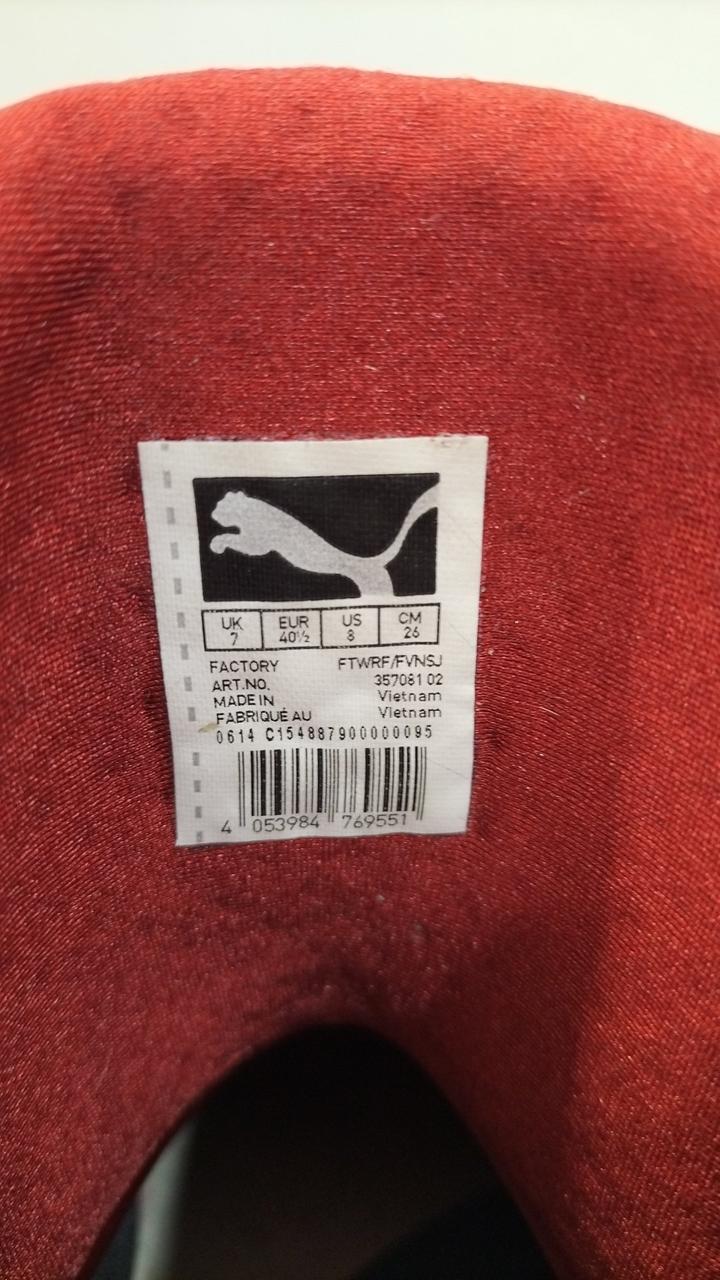 UK EUR US CM
7 40½ 8 26
FACTORY FTWRF/FVNSJ
ART.NO. 357081 02
MADE IN Vietnam
FABRIQUÉ AU Vietnam
0614 C154887900000095
4 053984 769551